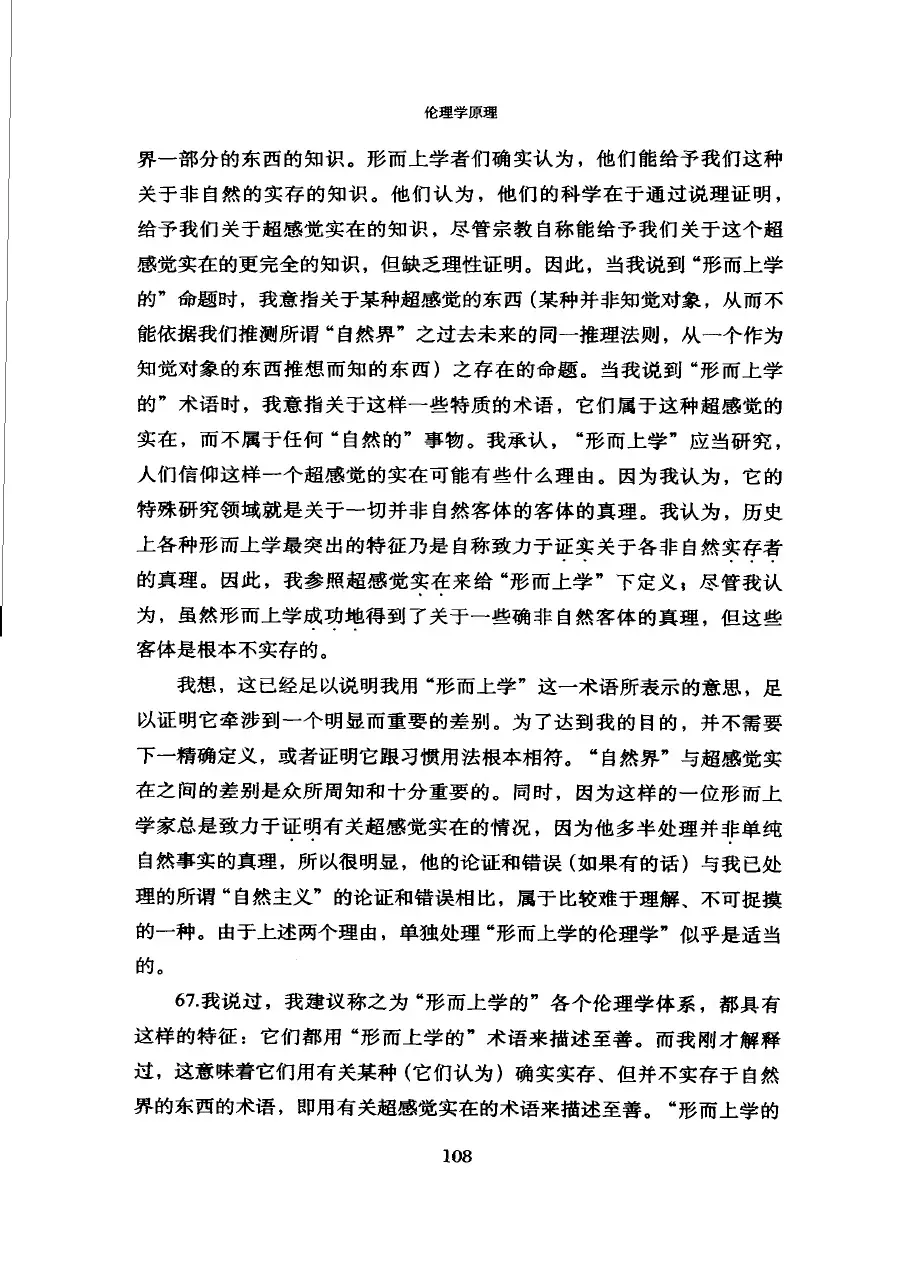 伦理学原理
界一部分的东西的知识。形而上学者们确实认为，他们能给予我们这种
关于非自然的实存的知识。他们认为，他们的科学在于通过说理证明，
给予我们关于超感觉实在的知识，尽管宗教自称能给予我们关于这个超
感觉实在的更完全的知识，但缺乏理性证明。因此，当我说到“形而上学
的”命题时，我意指关于某种超感觉的东西（某种并非知觉对象，从而不
能依据我们推测所谓“自然界”之过去未来的同一推理法则，从一个作为
知觉对象的东西推想而知的东西）之存在的命题。当我说到“形而上学
的”术语时，我意指关于这样一些特质的术语，它们属于这种超感觉的
实在，而不属于任何“自然的”事物。我承认，“形而上学”应当研究，
人们信仰这样一个超感觉的实在可能有些什么理由。因为我认为，它的
特殊研究领域就是关于一切并非自然客体的客体的真理。我认为，历史
上各种形而上学最突出的特征乃是自称致力于证实关于各非自然实存者
的真理。因此，我参照超感觉实在来给“形而上学”下定义；尽管我认
为，虽然形而上学成功地得到了关于一些确非自然客体的真理，但这些
客体是根本不实存的。
我想，这已经足以说明我用“形而上学”这一术语所表示的意思，足
以证明它牵涉到一个明显而重要的差别。为了达到我的目的，并不需要
下一精确定义，或者证明它跟习惯用法根本相符。“自然界”与超感觉实
在之间的差别是众所周知和十分重要的。同时，因为这样的一位形而上
学家总是致力于证明有关超感觉实在的情况，因为他多半处理并非单纯
自然事实的真理，所以很明显，他的论证和错误（如果有的话）与我已处
理的所谓“自然主义”的论证和错误相比，属于比较难于理解、不可捉摸
的一种。由于上述两个理由，单独处理“形而上学的伦理学”似乎是适当
的。
67.我说过，我建议称之为“形而上学的”各个伦理学体系，都具有
这样的特征：它们都用“形而上学的”术语来描述至善。而我刚才解释
过，这意味着它们用有关某种（它们认为）确实实存、但并不实存于自然
界的东西的术语，即用有关超感觉实在的术语来描述至善。“形而上学的
108